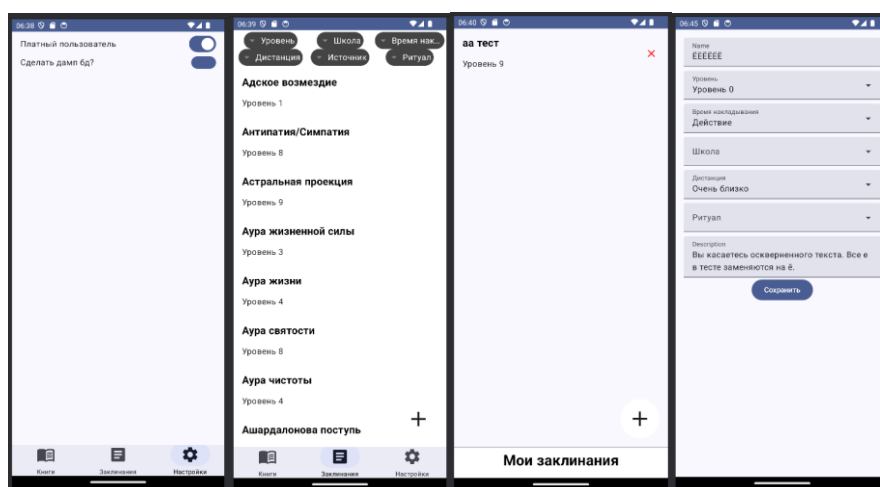 06:38
Платный пользователь
Сделать дамп бд?
Книги
Заклинания
Настройки
06:39
Уровень
Школа
Время нак...
Дистанция
Источник
Ритуал
Адское возмездие
Уровень 1
Антипатия/Симпатия
Уровень 8
Астральная проекция
Уровень 9
Аура жизненной силы
Уровень 3
Аура жизни
Уровень 4
Аура святости
Уровень 8
Аура чистоты
Уровень 4
Ашардалонова поступь
Книги
Заклинания
Настройки
06:40
аа тест
Уровень 9
Мои заклинания
06:45
Name
ЁЁЁЁЁЁ
Уровень
Уровень 0
Время накладывания
Действие
Школа
Дистанция
Очень близко
Ритуал
Description
Вы касаетесь оскверненного текста. Все е
в тесте заменяются на ё.
Сохранить